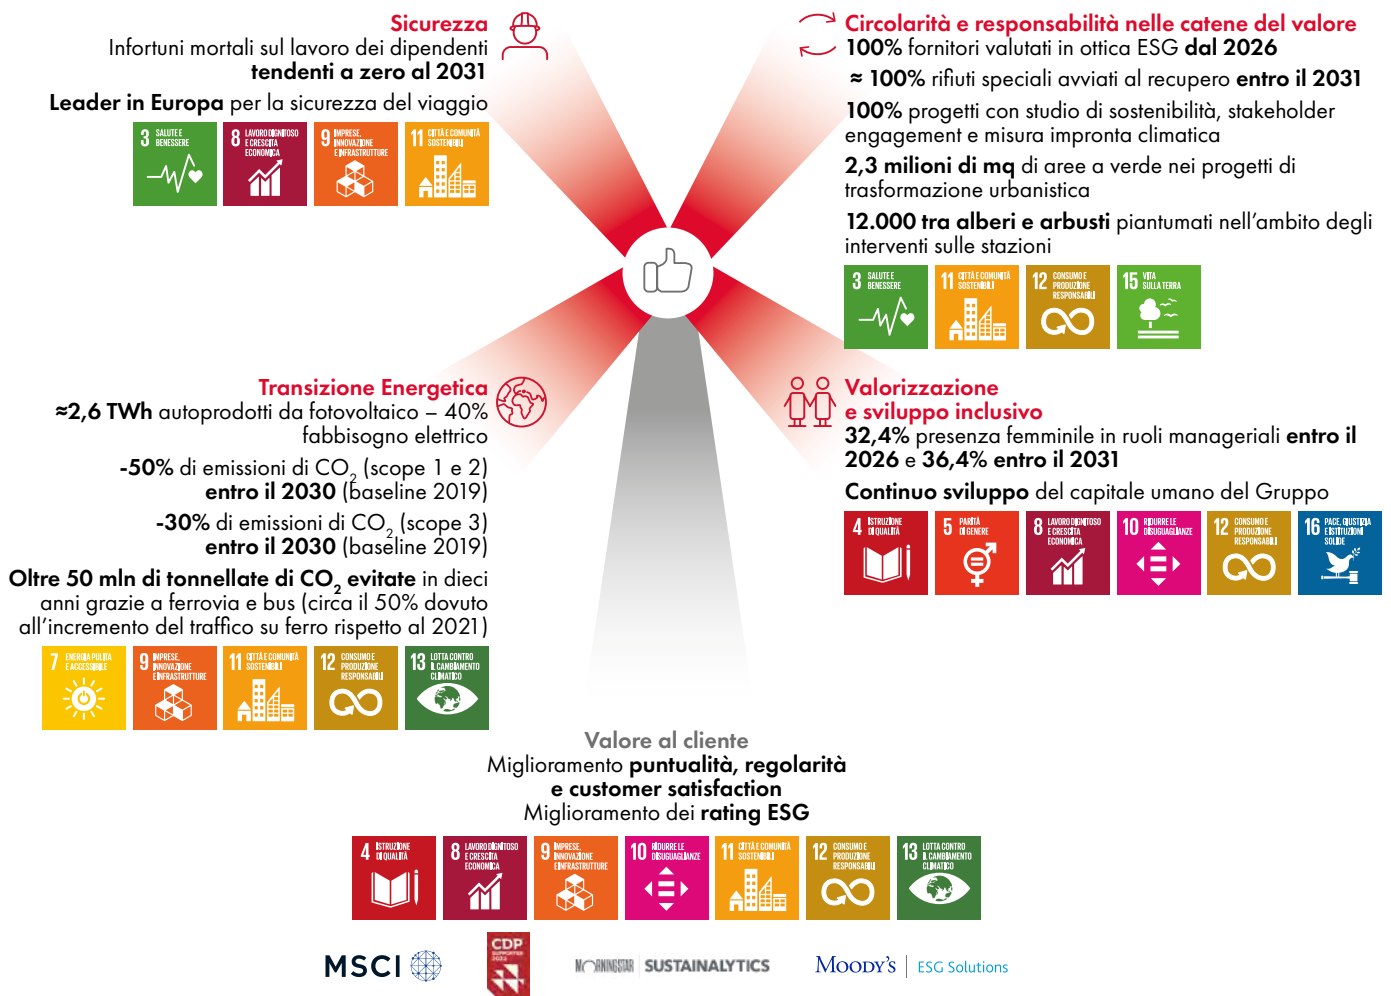 Sicurezza
Infortuni mortali sul lavoro dei dipendenti
tendenti a zero al 2031
Leader in Europa per la sicurezza del viaggio
3 SALUTE E
BENESSERE
8 LAVORO DIGNITOSO
E CRESCITA
ECONOMICA
9 IMPRESE,
INNOVAZIONE
E INFRASTRUTTURE
11 CITTÀ E COMUNITÀ
SOSTENIBILI
Circolarità e responsabilità nelle catene del valore
100% fornitori valutati in ottica ESG dal 2026
≈ 100% rifiuti speciali avviati al recupero entro il 2031
100% progetti con studio di sostenibilità, stakeholder
engagement e misura impronta climatica
2,3 milioni di mq di aree a verde nei progetti di
trasformazione urbanistica
12.000 tra alberi e arbusti piantumati nell'ambito degli
interventi sulle stazioni
3 SALUTE E
BENESSERE
11 CITTÀ E COMUNITÀ
SOSTENIBILI
12 CONSUMO E
PRODUZIONE
RESPONSABILI
15 VITA
SULLA TERRA
Transizione Energetica
≈2,6 TWh autoprodotti da fotovoltaico – 40%
fabbisogno elettrico
-50% di emissioni di CO2 (scope 1 e 2)
entro il 2030 (baseline 2019)
-30% di emissioni di CO2 (scope 3)
entro il 2030 (baseline 2019)
Oltre 50 mln di tonnellate di CO2 evitate in dieci
anni grazie a ferrovia e bus (circa il 50% dovuto
all'incremento del traffico su ferro rispetto al 2021)
7 ENERGIA PULITA
E ACCESSIBILE
9 IMPRESE,
INNOVAZIONE
E INFRASTRUTTURE
11 CITTÀ E COMUNITÀ
SOSTENIBILI
12 CONSUMO E
PRODUZIONE
RESPONSABILI
13 LOTTA CONTRO
IL CAMBIAMENTO
CLIMATICO
Valorizzazione
e sviluppo inclusivo
32,4% presenza femminile in ruoli manageriali entro il
2026 e 36,4% entro il 2031
Continuo sviluppo del capitale umano del Gruppo
4 ISTRUZIONE
DI QUALITÀ
5 PARITÀ
DI GENERE
8 LAVORO DIGNITOSO
E CRESCITA
ECONOMICA
10 RIDURRE LE
DISUGUAGLIANZE
12 CONSUMO E
PRODUZIONE
RESPONSABILI
16 PACE, GIUSTIZIA
E ISTITUZIONI
SOLIDE
Valore al cliente
Miglioramento puntualità, regolarità
e customer satisfaction
Miglioramento dei rating ESG
4 ISTRUZIONE
DI QUALITÀ
8 LAVORO DIGNITOSO
E CRESCITA
ECONOMICA
9 IMPRESE,
INNOVAZIONE
E INFRASTRUTTURE
10 RIDURRE LE
DISUGUAGLIANZE
11 CITTÀ E COMUNITÀ
SOSTENIBILI
12 CONSUMO E
PRODUZIONE
RESPONSABILI
13 LOTTA CONTRO
IL CAMBIAMENTO
CLIMATICO
MSCI
CDP
SUPPORTER
2022
MORNINGSTAR SUSTAINALYTICS
MOODY'S ESG Solutions